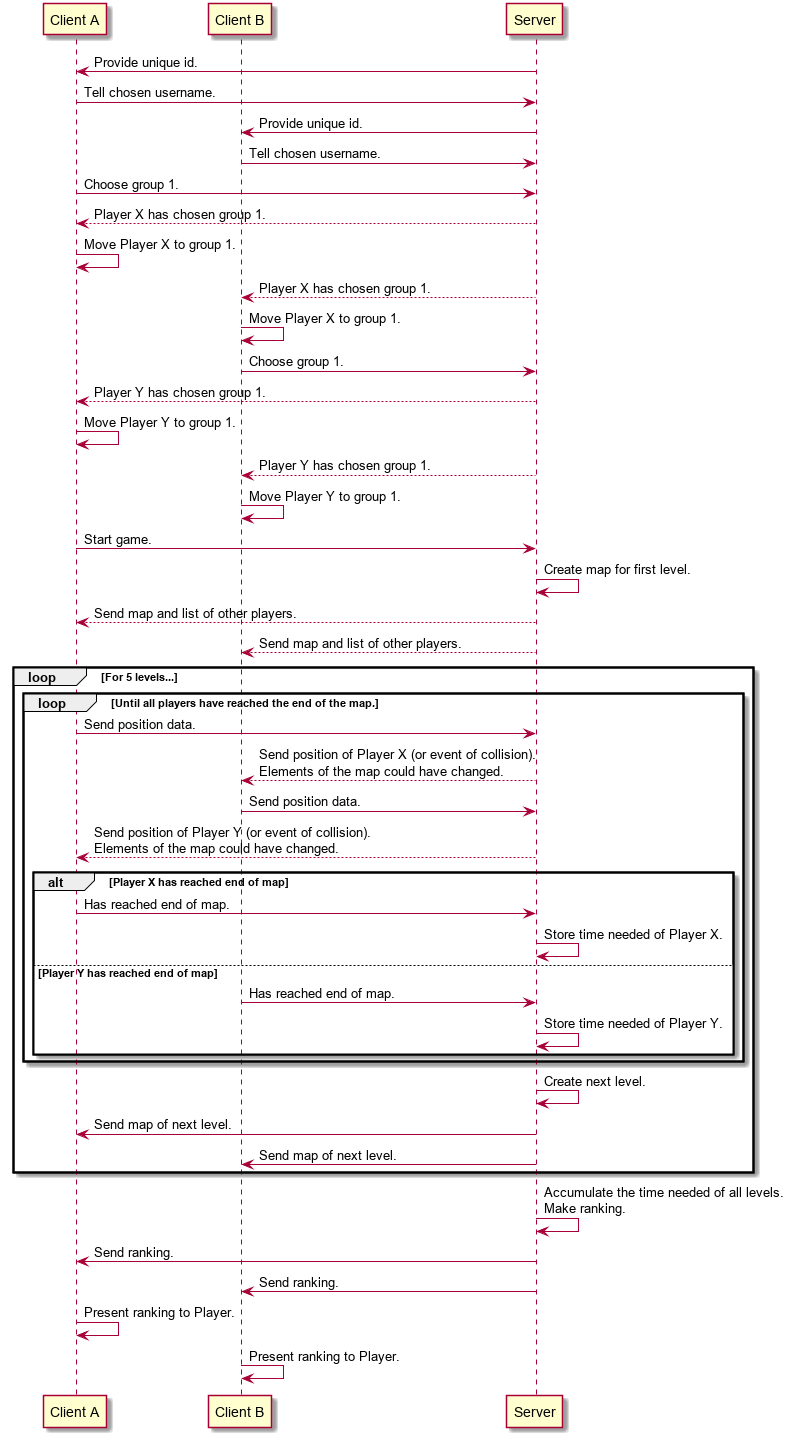 Client A
Client B
Server
Provide unique id.
Tell chosen username.
Provide unique id.
Tell chosen username.
Choose group 1.
Player X has chosen group 1.
Move Player X to group 1.
Player X has chosen group 1.
Move Player X to group 1.
Choose group 1.
Player Y has chosen group 1.
Move Player Y to group 1.
Player Y has chosen group 1.
Move Player Y to group 1.
Start game.
Create map for first level.
Send map and list of other players.
Send map and list of other players.
loop
[For 5 levels...]
loop
[Until all players have reached the end of the map.]
Send position data.
Send position of Player X (or event of collision).
Elements of the map could have changed.
Send position data.
Send position of Player Y (or event of collision).
Elements of the map could have changed.
alt
[Player X has reached end of map]
Has reached end of map.
Store time needed of Player X.
[Player Y has reached end of map]
Has reached end of map.
Store time needed of Player Y.
Create next level.
Send map of next level.
Send map of next level.
Accumulate the time needed of all levels.
Make ranking.
Send ranking.
Send ranking.
Present ranking to Player.
Present ranking to Player.
Client A
Client B
Server